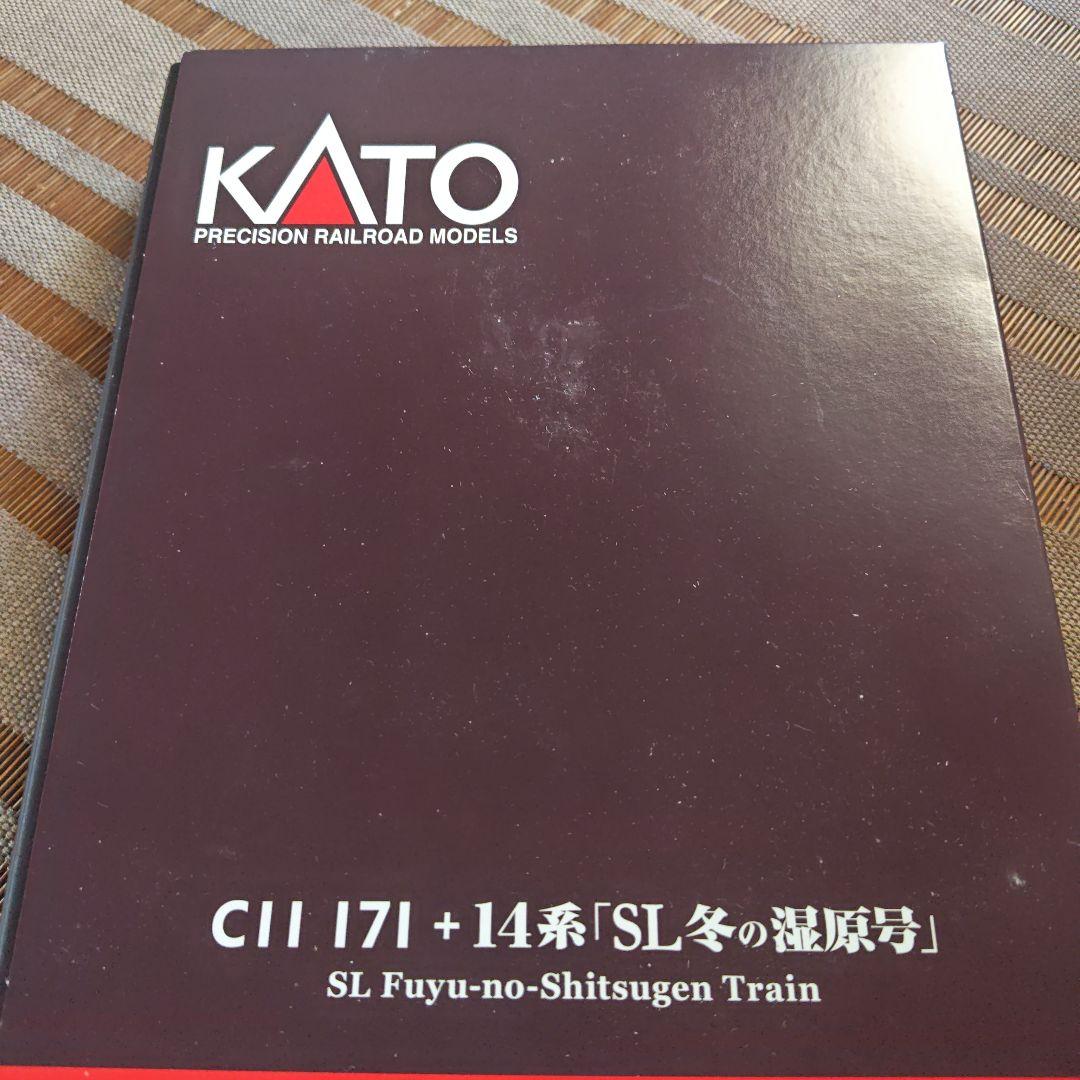 KATO
PRECISION RAILROAD MODELS
C11 171 + 14系「SL冬の湿原号」
SL Fuyu-no-Shitsugen Train